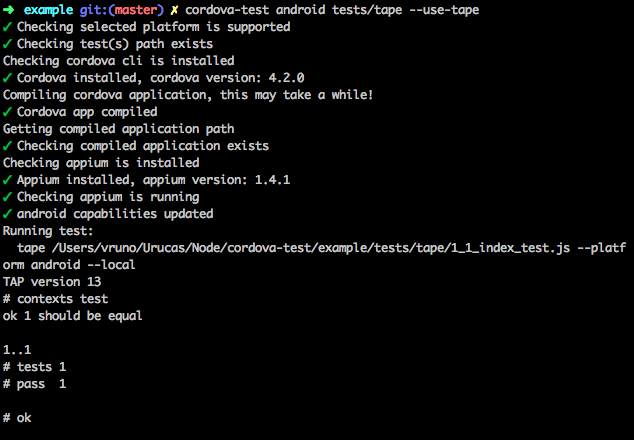 ➜  example git:(master) ✗ cordova-test android tests/tape --use-tape
✓ Checking selected platform is supported
✓ Checking test(s) path exists
Checking cordova cli is installed
✓ Cordova installed, cordova version: 4.2.0
Compiling cordova application, this may take a while!
✓ Cordova app compiled
Getting compiled application path
✓ Checking compiled application exists
Checking appium is installed
✓ Appium installed, appium version: 1.4.1
✓ Checking appium is running
✓ android capabilities updated
Running test:
  tape /Users/vruno/Urucas/Node/cordova-test/example/tests/tape/1_1_index_test.js --platf
orm android --local
TAP version 13
# contexts test
ok 1 should be equal

1..1
# tests 1
# pass  1

# ok